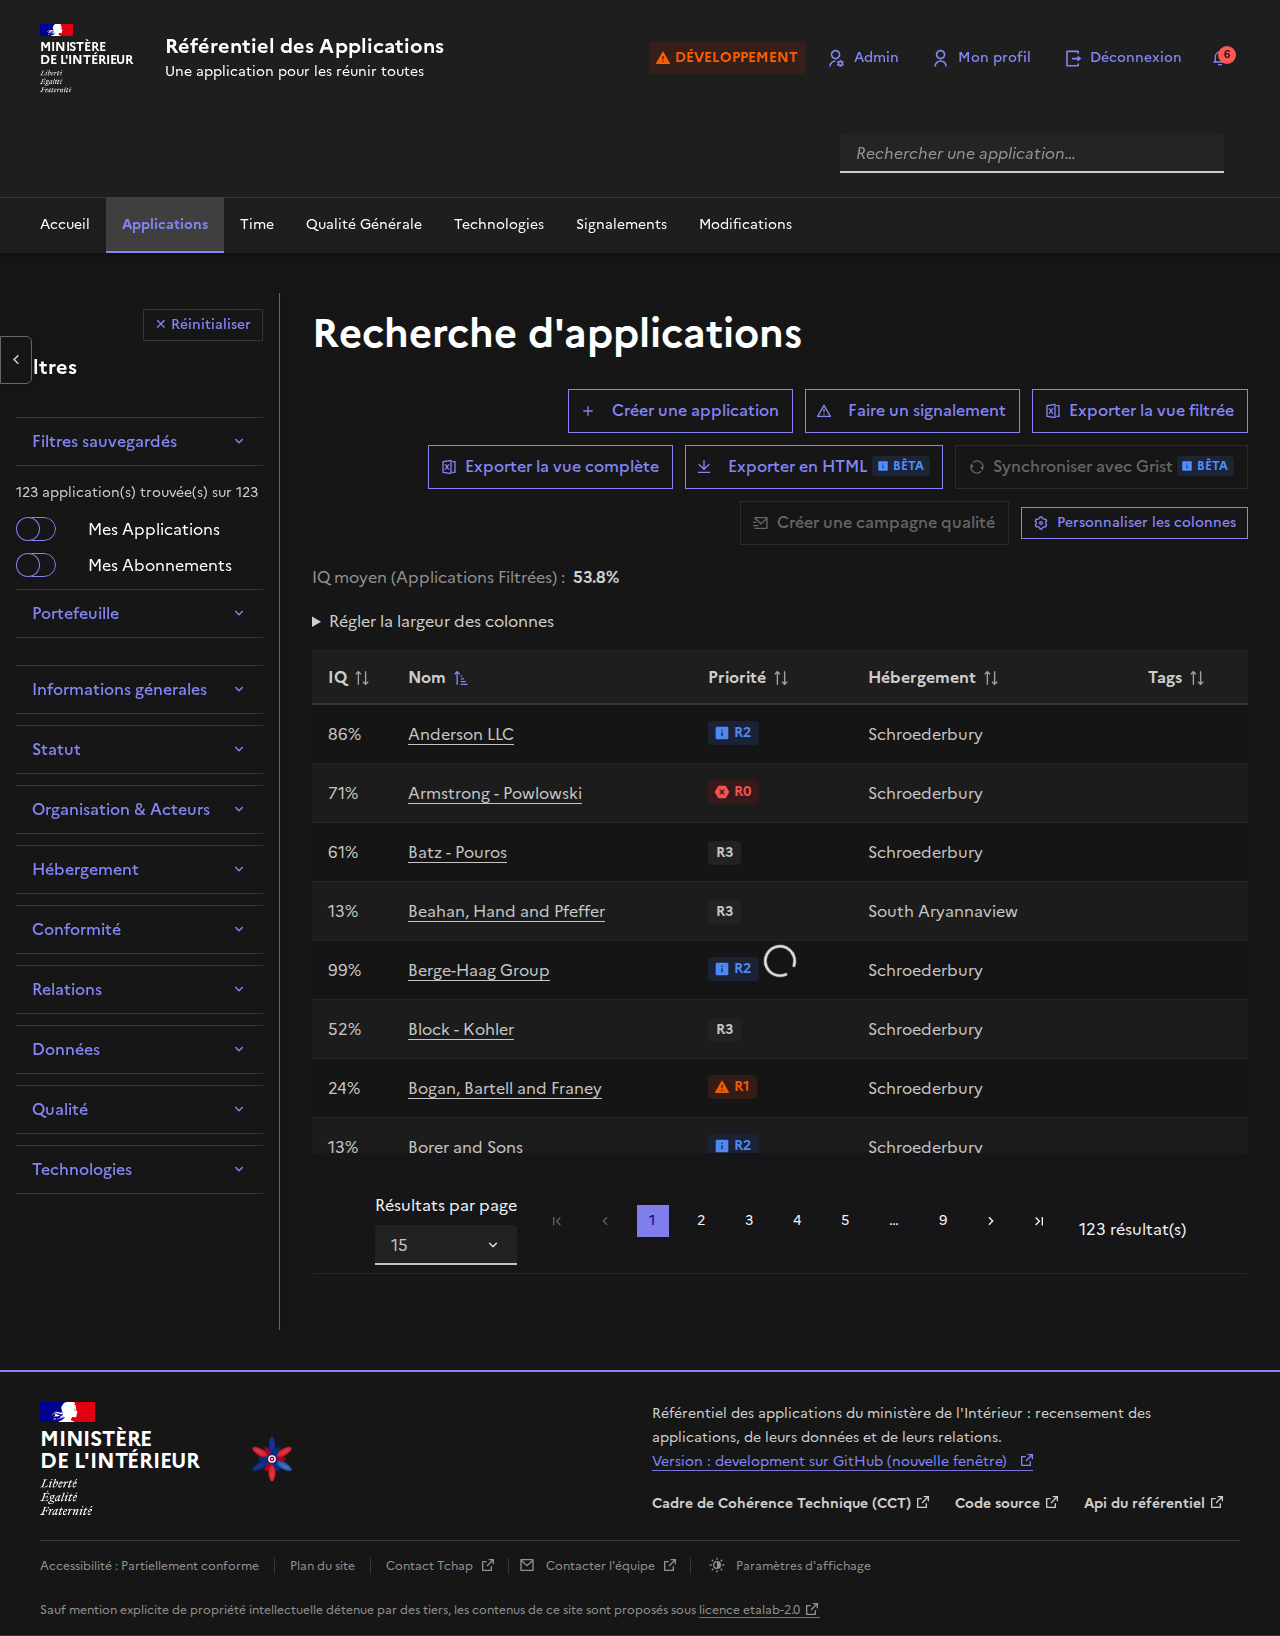 MINISTÈRE
DE L'INTÉRIEUR
Liberté
Égalité
Fraternité
Référentiel des Applications
Une application pour les réunir toutes
DÉVELOPPEMENT
Admin
Mon profil
Déconnexion
6
Rechercher une application…
Accueil
Applications
Time
Qualité Générale
Technologies
Signalements
Modifications
Réinitialiser
ltres
Filtres sauvegardés
123 application(s) trouvée(s) sur 123
Mes Applications
Mes Abonnements
Portefeuille
Informations génerales
Statut
Organisation & Acteurs
Hébergement
Conformité
Relations
Données
Qualité
Technologies
Recherche d'applications
Créer une application
Faire un signalement
Exporter la vue filtrée
Exporter la vue complète
Exporter en HTML BÊTA
Synchroniser avec Grist BÊTA
Créer une campagne qualité
Personnaliser les colonnes
IQ moyen (Applications Filtrées) : 53.8%
Régler la largeur des colonnes
IQ Nom Priorité Hébergement Tags
86% Anderson LLC R2 Schroederbury
71% Armstrong - Powlowski R0 Schroederbury
61% Batz - Pouros R3 Schroederbury
13% Beahan, Hand and Pfeffer R3 South Aryannaview
99% Berge-Haag Group R2 Schroederbury
52% Block - Kohler R3 Schroederbury
24% Bogan, Bartell and Franey R1 Schroederbury
13% Borer and Sons R2 Schroederbury
Résultats par page
15
1 2 3 4 5 … 9
123 résultat(s)
MINISTÈRE
DE L'INTÉRIEUR
Liberté
Égalité
Fraternité
Référentiel des applications du ministère de l'Intérieur : recensement des
applications, de leurs données et de leurs relations.
Version : development sur GitHub (nouvelle fenêtre)
Cadre de Cohérence Technique (CCT)
Code source
Api du référentiel
Accessibilité : Partiellement conforme
Plan du site
Contact Tchap
Contacter l'équipe
Paramètres d'affichage
Sauf mention explicite de propriété intellectuelle détenue par des tiers, les contenus de ce site sont proposés sous licence etalab-2.0